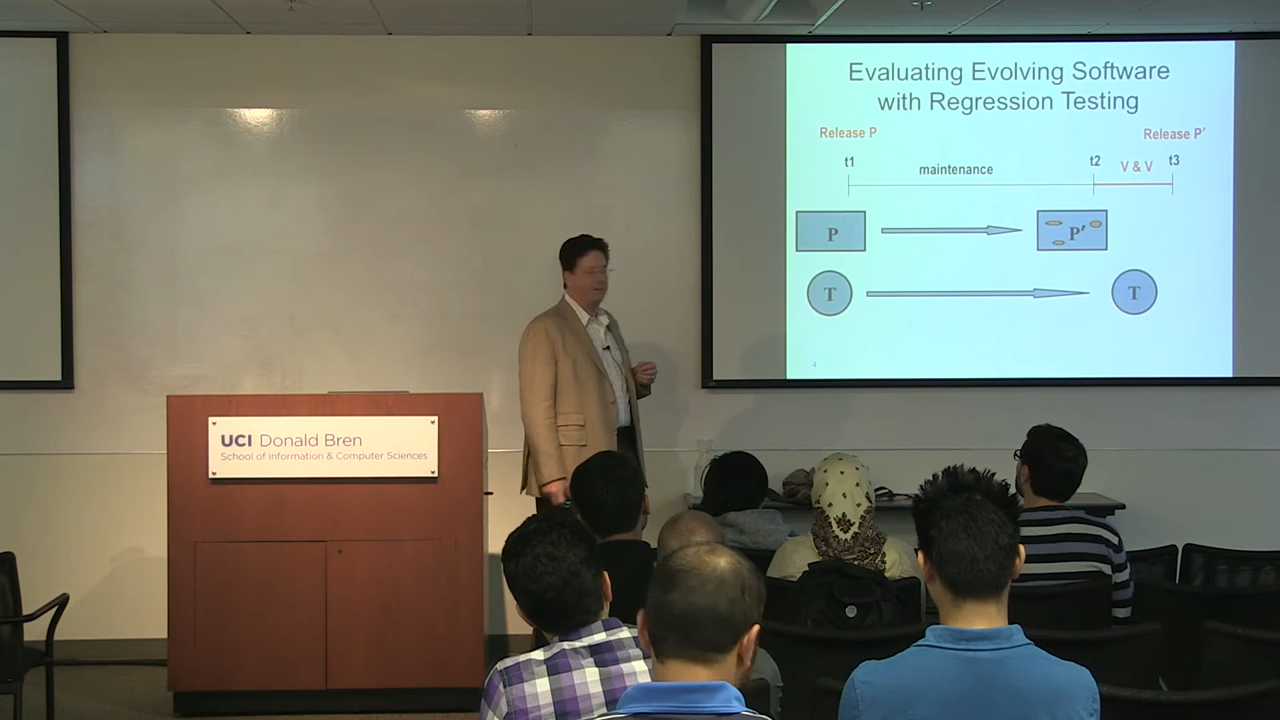 Evaluating Evolving Software
with Regression Testing
Release P
Release P′
t1
maintenance
t2
V & V
t3
P
P′
T
T
4
UCI Donald Bren
School of Information & Computer Sciences